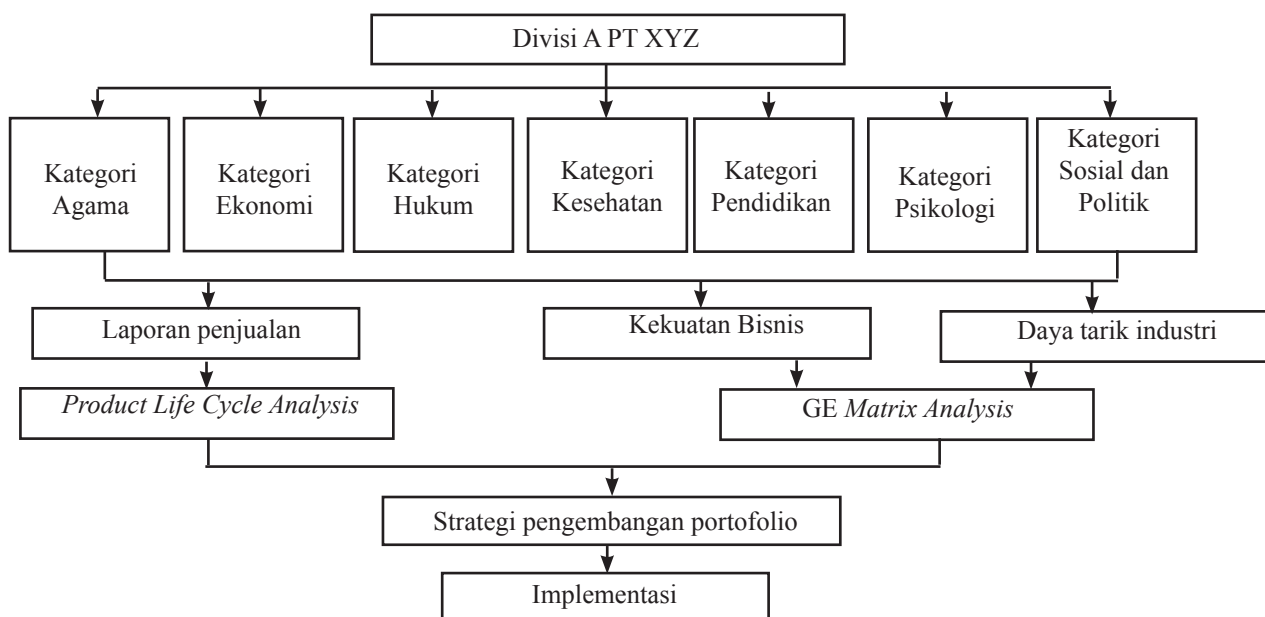 Divisi A PT XYZ
Kategori
Agama
Kategori
Ekonomi
Kategori
Hukum
Kategori
Kesehatan
Kategori
Pendidikan
Kategori
Psikologi
Kategori
Sosial dan
Politik
Laporan penjualan
Kekuatan Bisnis
Daya tarik industri
Product Life Cycle Analysis
GE Matrix Analysis
Strategi pengembangan portofolio
Implementasi